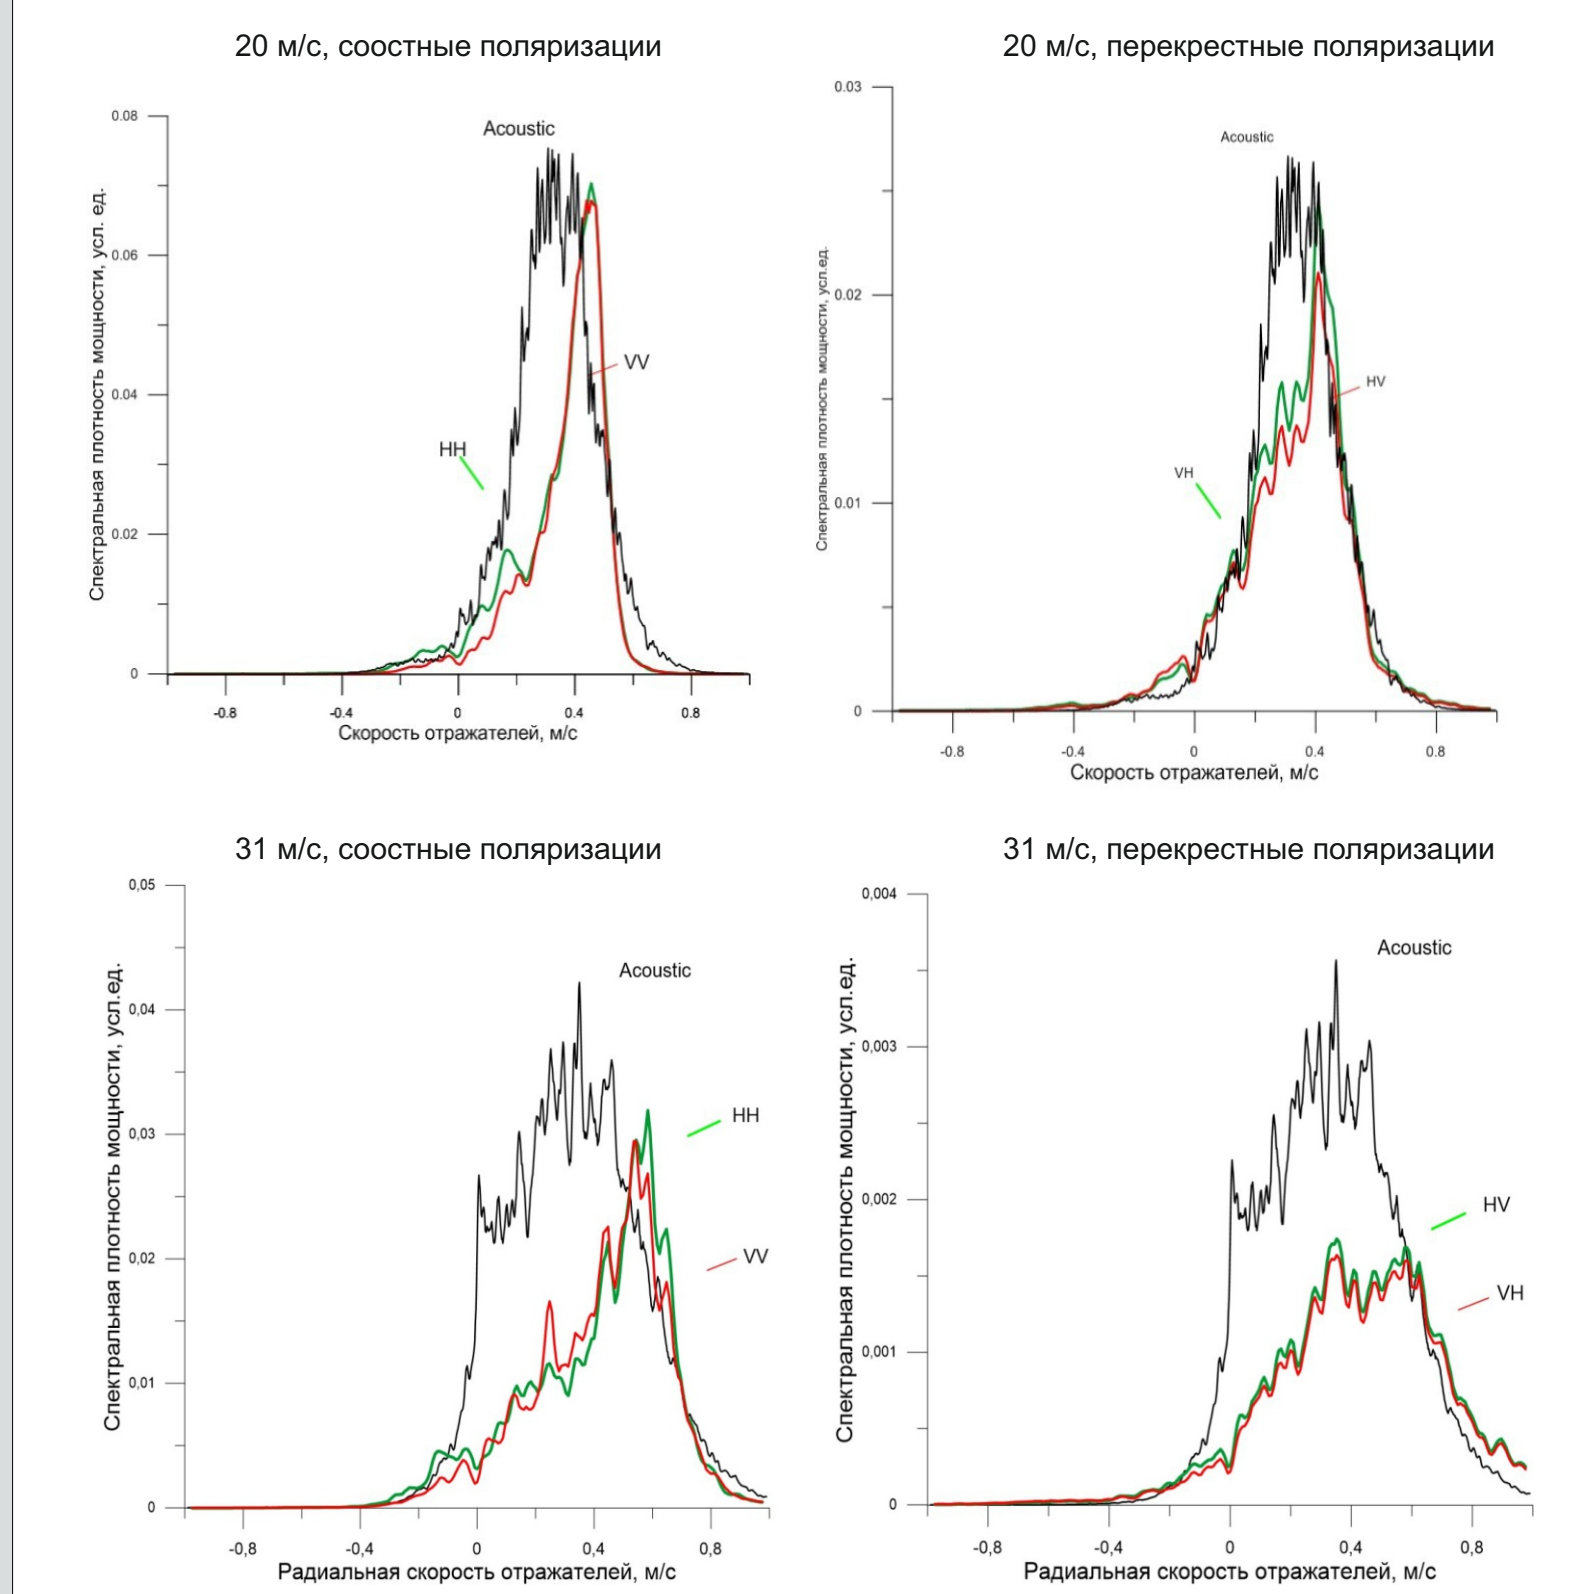 20 м/с, соостные поляризации
20 м/с, перекрестные поляризации
0.08
0.06
0.04
0.02
0
Спектральная плотность мощности, усл. ед.
Acoustic
VV
HH
-0.8
-0.4
0
0.4
0.8
Скорость отражателей, м/с
0.03
0.02
0.01
0
Спектральная плотность мощности, усл.ед.
Acoustic
HV
VH
-0.8
-0.4
0
0.4
0.8
Скорость отражателей, м/с
31 м/с, соостные поляризации
31 м/с, перекрестные поляризации
0,05
0,04
0,03
0,02
0,01
0
Спектральная плотность мощности, усл.ед.
Acoustic
HH
VV
-0,8
-0,4
0
0,4
0,8
Радиальная скорость отражателей, м/с
0,004
0,003
0,002
0,001
0
Спектральная плотность мощности, усл.ед.
Acoustic
HV
VH
-0,8
-0,4
0
0,4
0,8
Радиальная скорость отражателей, м/с